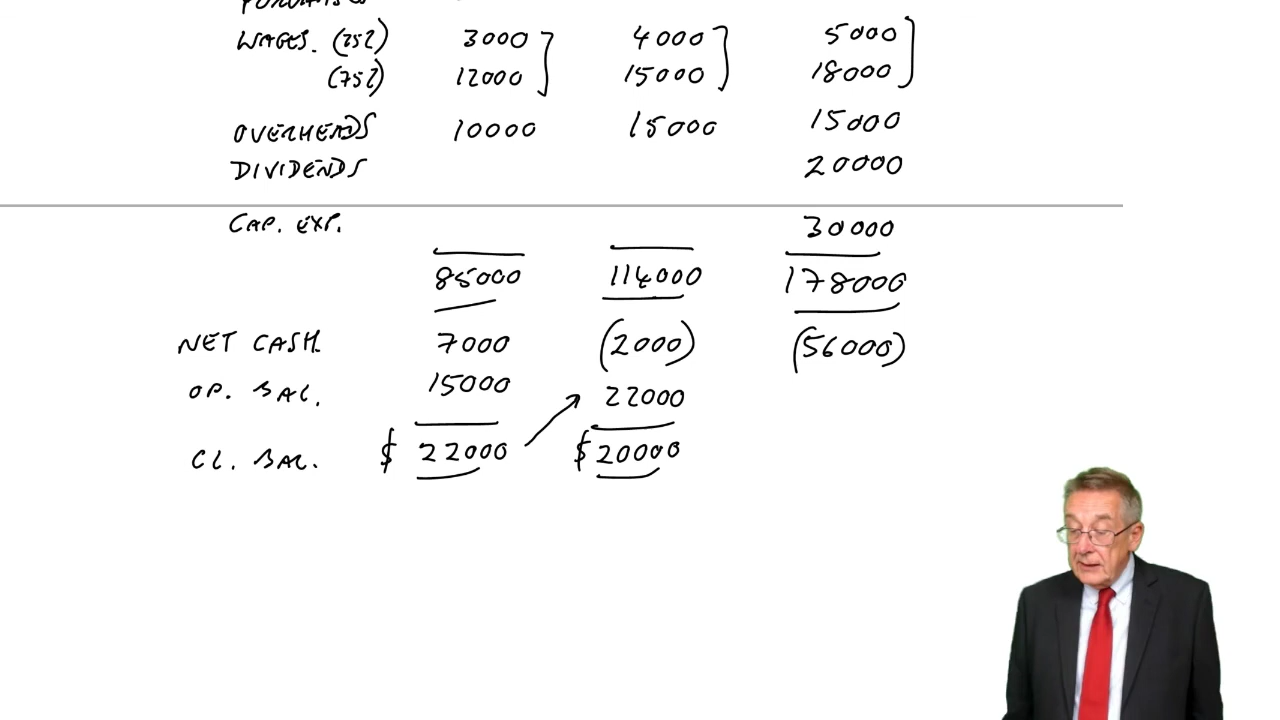 WAGES. (25%) 3000 4000 5000
(75%) 12000 15000 18000
OVERHEADS 10000 15000 15000
DIVIDENDS 20000
CAP. EXP. 30000
85000 114000 178000
NET CASH. 7000 (2000) (56000)
OP. BAL. 15000 22000
CL. BAL. $ 22000 $ 20000